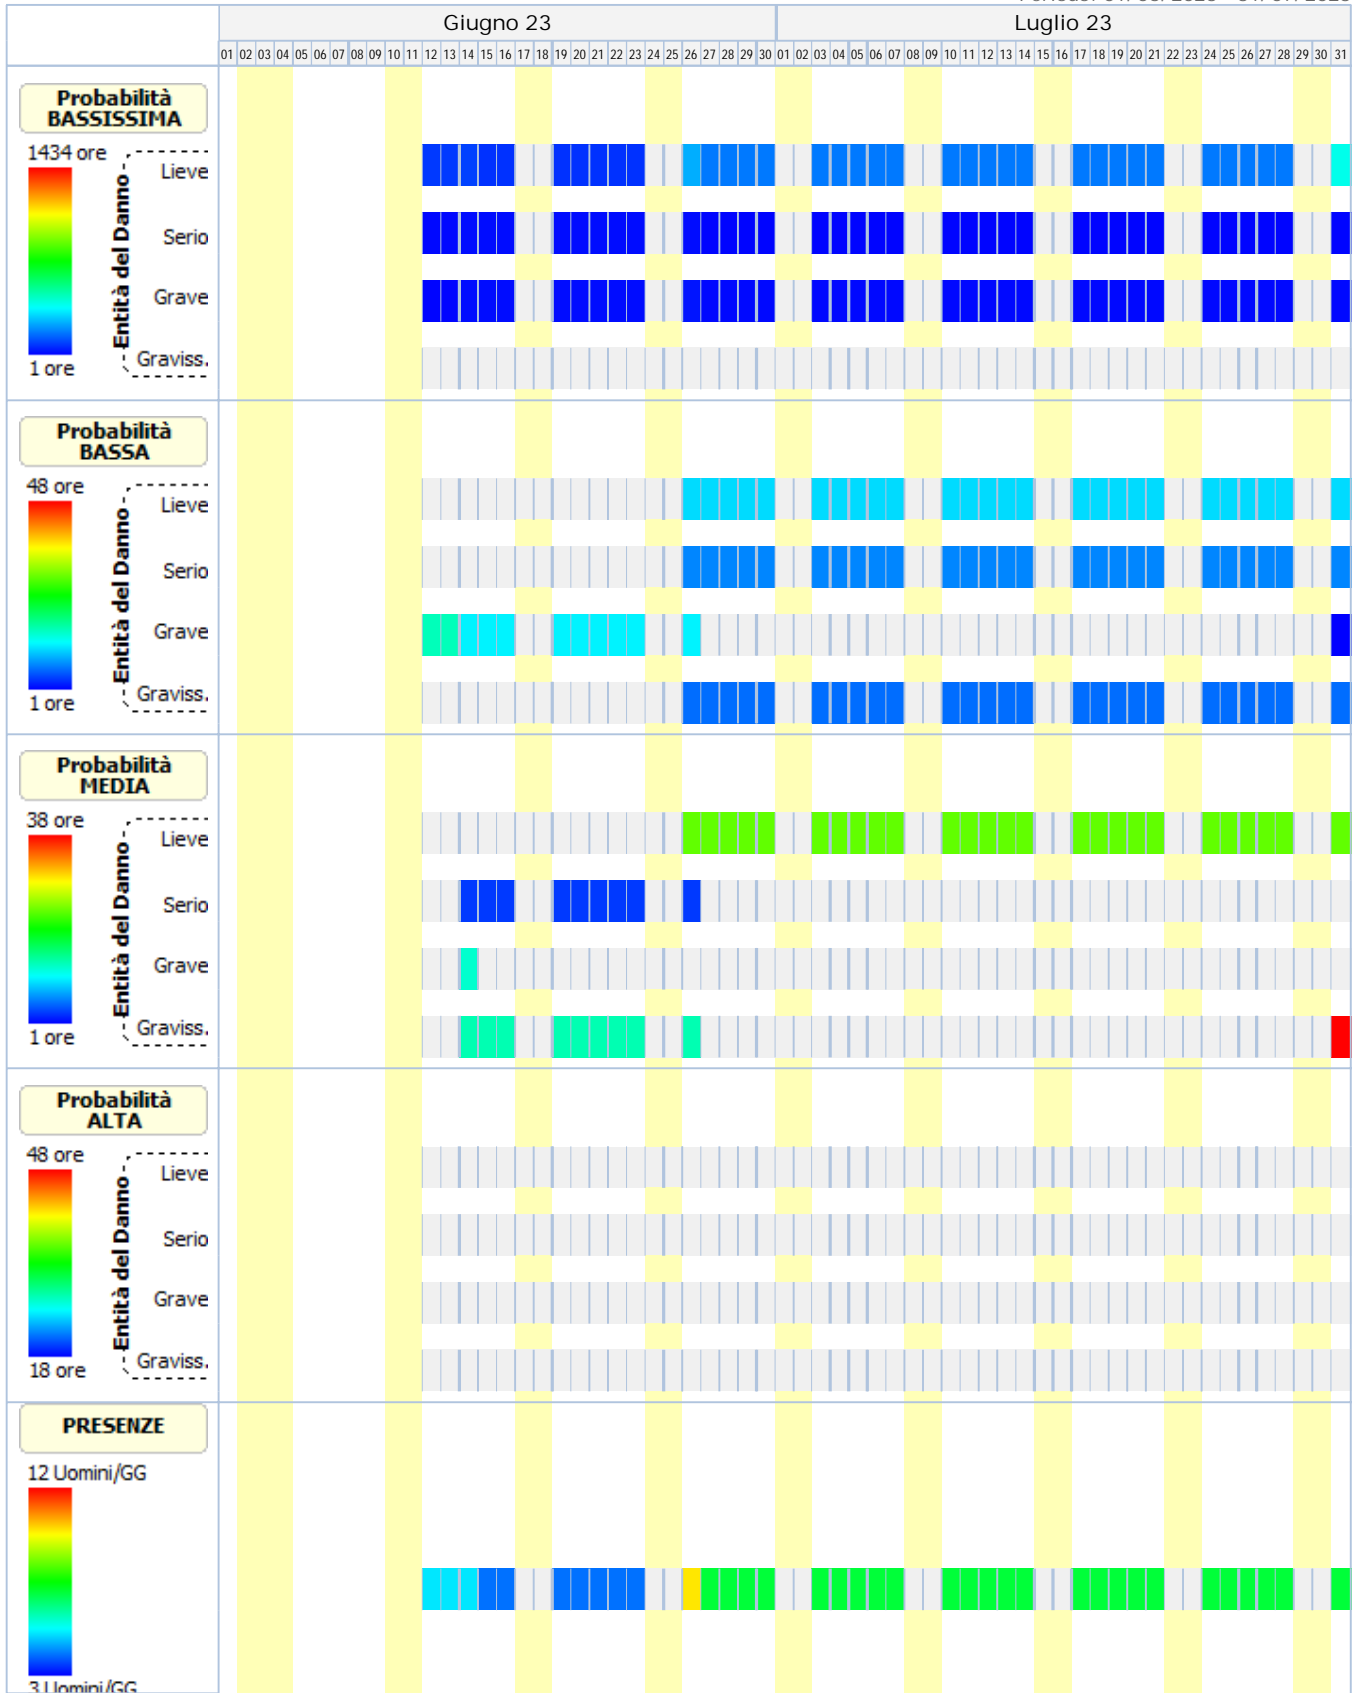 Giugno 23 Luglio 23
01 02 03 04 05 06 07 08 09 10 11 12 13 14 15 16 17 18 19 20 21 22 23 24 25 26 27 28 29 30 01 02 03 04 05 06 07 08 09 10 11 12 13 14 15 16 17 18 19 20 21 22 23 24 25 26 27 28 29 30 31
Probabilità
BASSISSIMA
1434 ore
Entità del Danno
Lieve
Serio
Grave
Graviss.
1 ore
Probabilità
BASSA
48 ore
Entità del Danno
Lieve
Serio
Grave
Graviss.
1 ore
Probabilità
MEDIA
38 ore
Entità del Danno
Lieve
Serio
Grave
Graviss.
1 ore
Probabilità
ALTA
48 ore
Entità del Danno
Lieve
Serio
Grave
Graviss.
18 ore
PRESENZE
12 Uomini/GG
3 Uomini/GG